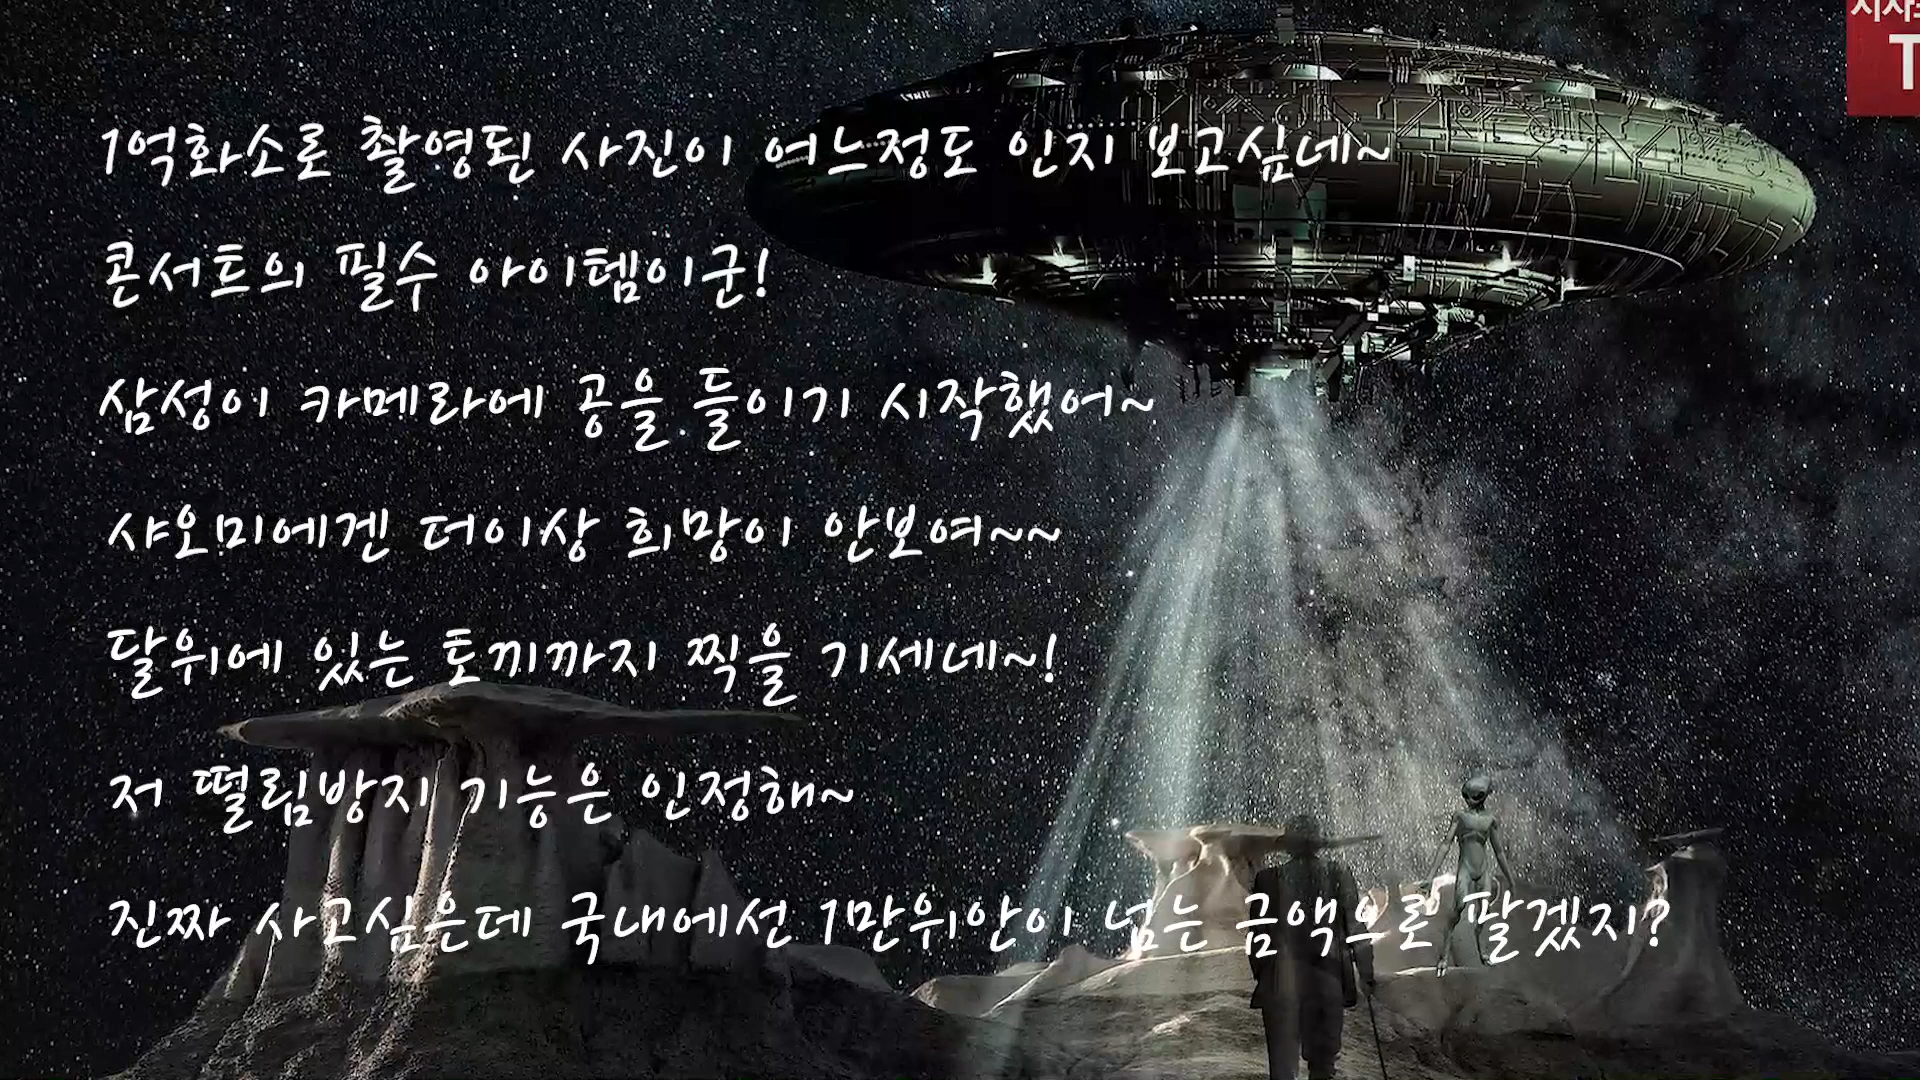 1억화소로 촬영된 사진이 어느정도 인지 보고싶네~
콘서트의 필수 아이템이군!
삼성이 카메라에 공을 들이기 시작했어~
샤오미에겐 더이상 희망이 안보여~~
달위에 있는 토끼까지 찍을 기세네~!
저 떨림방지 기능은 인정해~
진짜 사고싶은데 국내에선 1만위안이 넘는 금액으로 팔겠지?